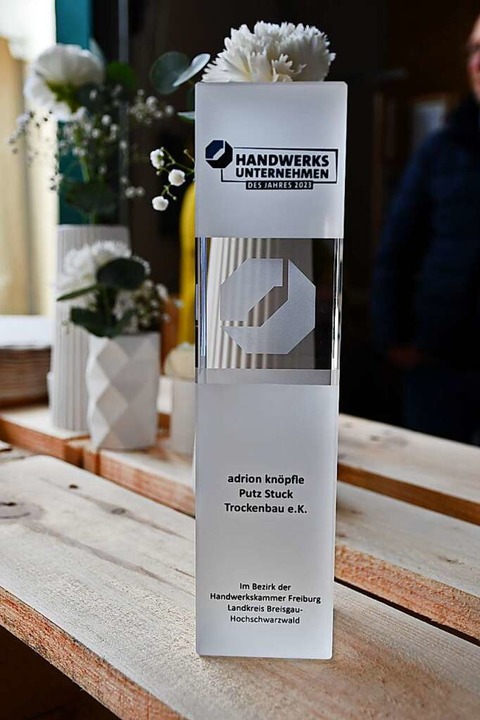 HANDWERKS
UNTERNEHMEN
DES JAHRES 2023
adrion knöpfle
Putz Stuck
Trockenbau e.K.
Im Bezirk der
Handwerkskammer Freiburg
Landkreis Breisgau-
Hochschwarzwald